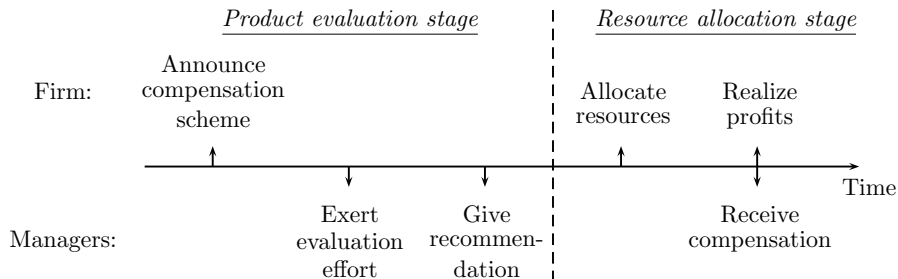 Product evaluation stage
Resource allocation stage
Firm:
Announce
compensation
scheme
Allocate
resources
Realize
profits
Time
Managers:
Exert
evaluation
effort
Give
recommen-
dation
Receive
compensation